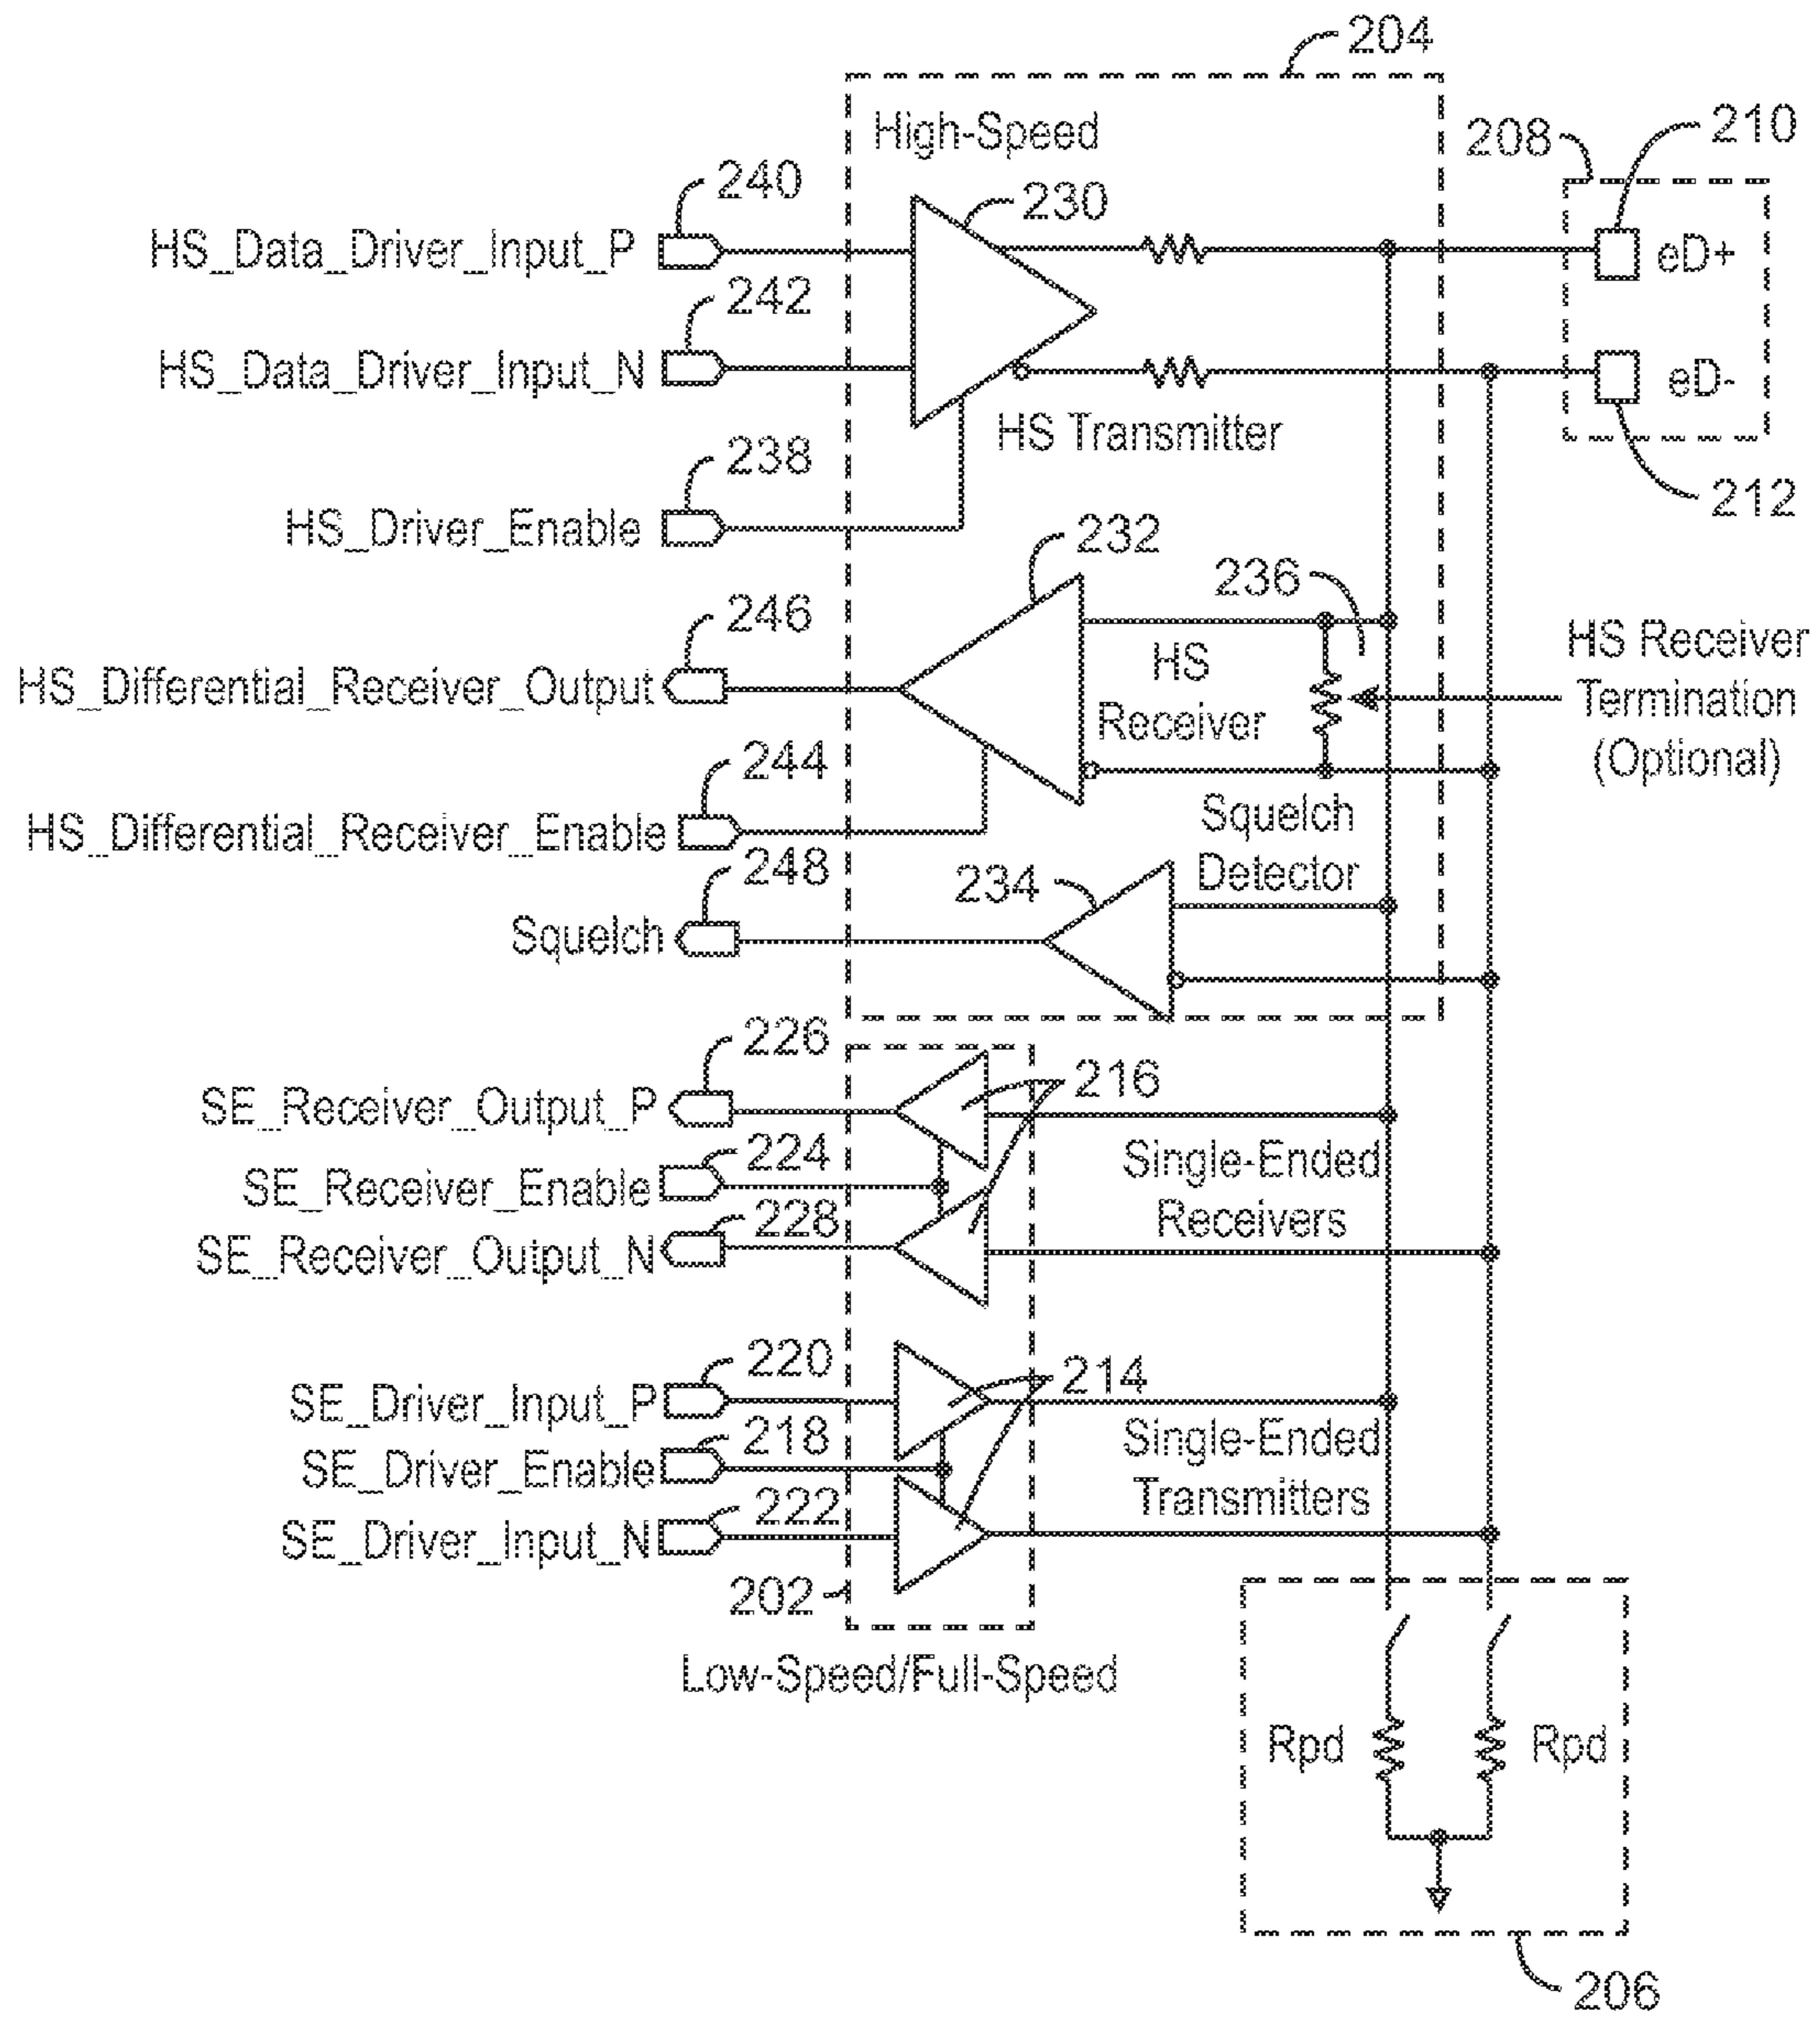 204
High-Speed
208
210
240
230
HS_Data_Driver_Input_P
eD+
242
HS_Data_Driver_Input_N
eD-
HS Transmitter
238
212
HS_Driver_Enable
232
236
246
HS Receiver
Termination
(Optional)
HS
Receiver
HS_Differential_Receiver_Output
244
Squelch
Detector
HS_Differential_Receiver_Enable
248
234
Squelch
226
216
SE_Receiver_Output_P
224
Single-Ended
Receivers
SE_Receiver_Enable
228
SE_Receiver_Output_N
220
214
SE_Driver_Input_P
218
Single-Ended
Transmitters
SE_Driver_Enable
222
SE_Driver_Input_N
202
Low-Speed/Full-Speed
Rpd
Rpd
206